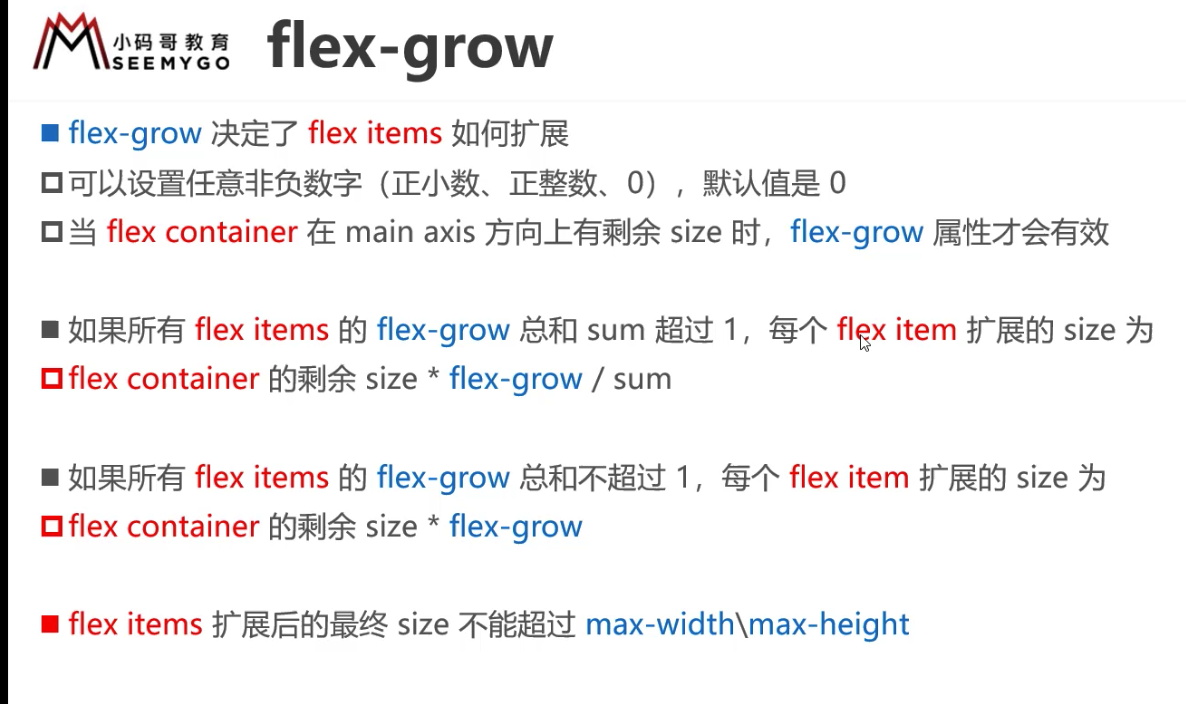 小码哥教育
SEEMYGO
flex-grow
flex-grow 决定了 flex items 如何扩展
可以设置任意非负数字（正小数、正整数、0），默认值是 0
当 flex container 在 main axis 方向上有剩余 size 时，flex-grow 属性才会有效
如果所有 flex items 的 flex-grow 总和 sum 超过 1，每个 flex item 扩展的 size 为
flex container 的剩余 size * flex-grow / sum
如果所有 flex items 的 flex-grow 总和不超过 1，每个 flex item 扩展的 size 为
flex container 的剩余 size * flex-grow
flex items 扩展后的最终 size 不能超过 max-width\max-height